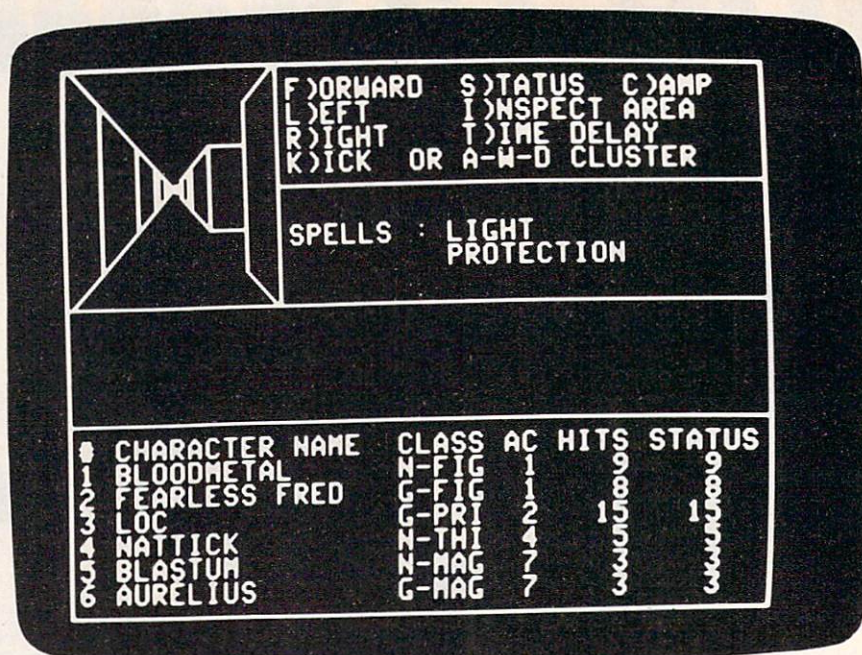 F)ORWARD S)TATUS C)AMP
L)EFT I)NSPECT AREA
R)IGHT T)IME DELAY
K)ICK OR A-W-D CLUSTER
SPELLS : LIGHT
PROTECTION
# CHARACTER NAME CLASS AC HITS STATUS
1 BLOODMETAL N-FIG 1 9 9
2 FEARLESS FRED G-FIG 1 8 8
3 LOC G-PRI 2 15 15
4 NATTICK N-THI 4 5 5
5 BLASTUM N-MAG 7 3 3
6 AURELIUS G-MAG 7 3 3